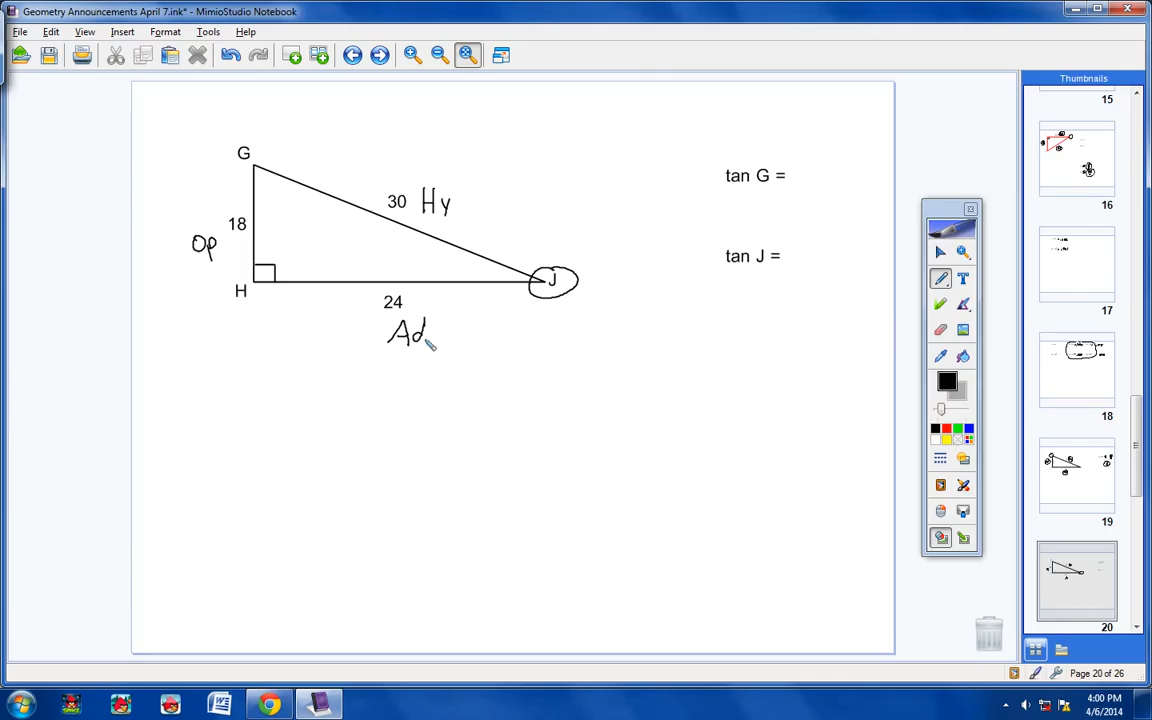 Geometry Announcements April 7.ink* - MimioStudio Notebook
File Edit View Insert Format Tools Help
Thumbnails
15
16
17
18
19
20
G
18
Op
30 Hy
H
J
24
Ad
tan G =
tan J =
Page 20 of 26
4:00 PM
4/6/2014